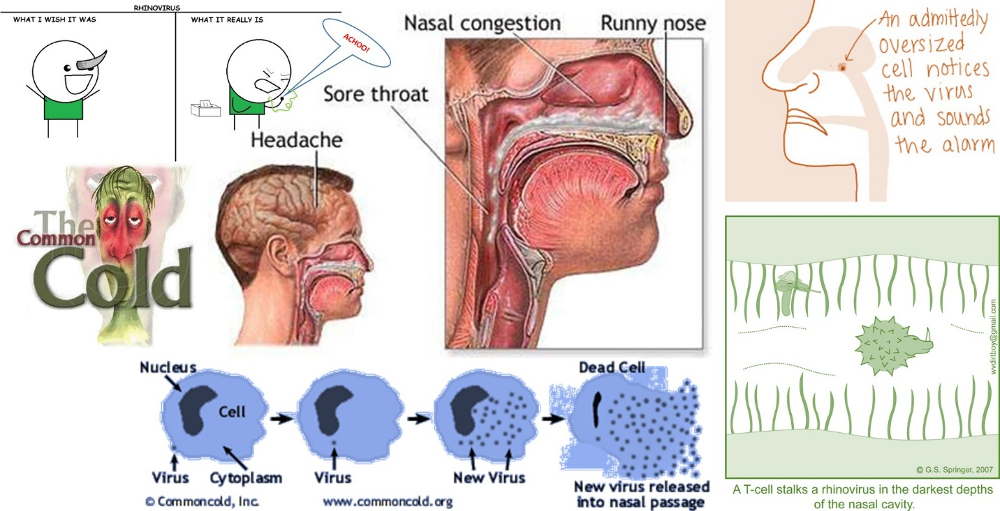 RHINOVIRUS
WHAT I WISH IT WAS
WHAT IT REALLY IS
ACHOO!
The
Common
Cold
Headache
Sore throat
Nasal congestion
Runny nose
An admittedly
oversized
cell notices
the virus
and sounds
the alarm
Nucleus
Cell
Virus
Cytoplasm
Virus
New Virus
Dead Cell
New virus released
into nasal passage
© Commoncold, Inc.
www.commoncold.org
wvdirtboy@gmail.com
© G.S. Springer, 2007
A T-cell stalks a rhinovirus in the darkest depths
of the nasal cavity.